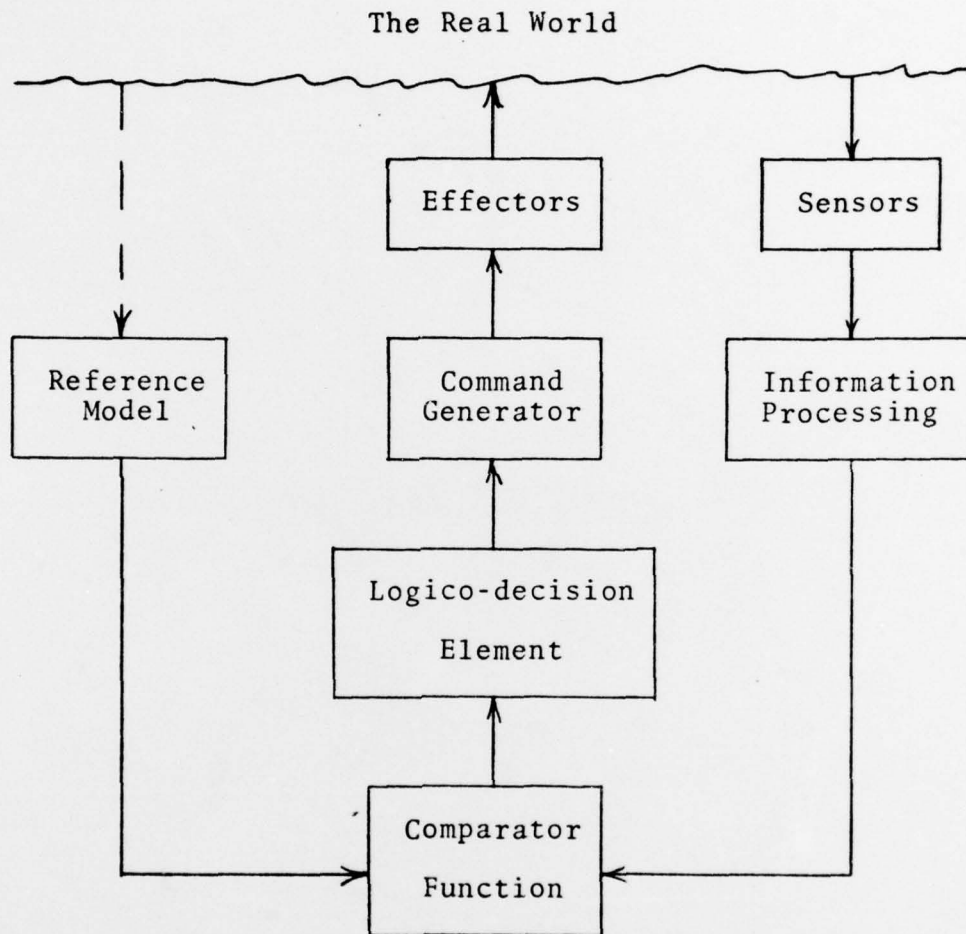 The Real World
Effectors
Sensors
Reference
Model
Command
Generator
Information
Processing
Logico-decision
Element
Comparator
Function